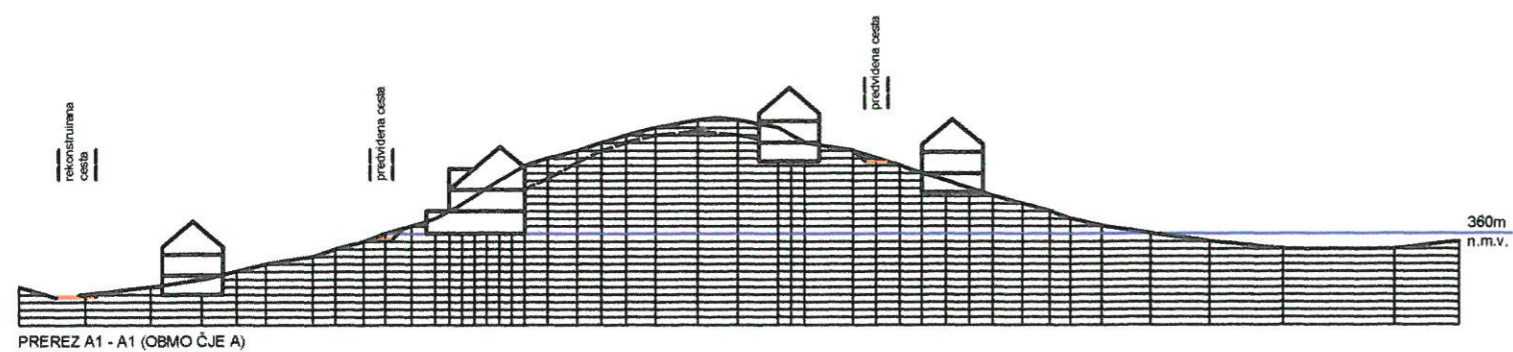 rekonstruirana
cesta
predvidena cesta
predvidena cesta
360m
n.m.v.
PREREZ A1 - A1 (OBMO ČJE A)